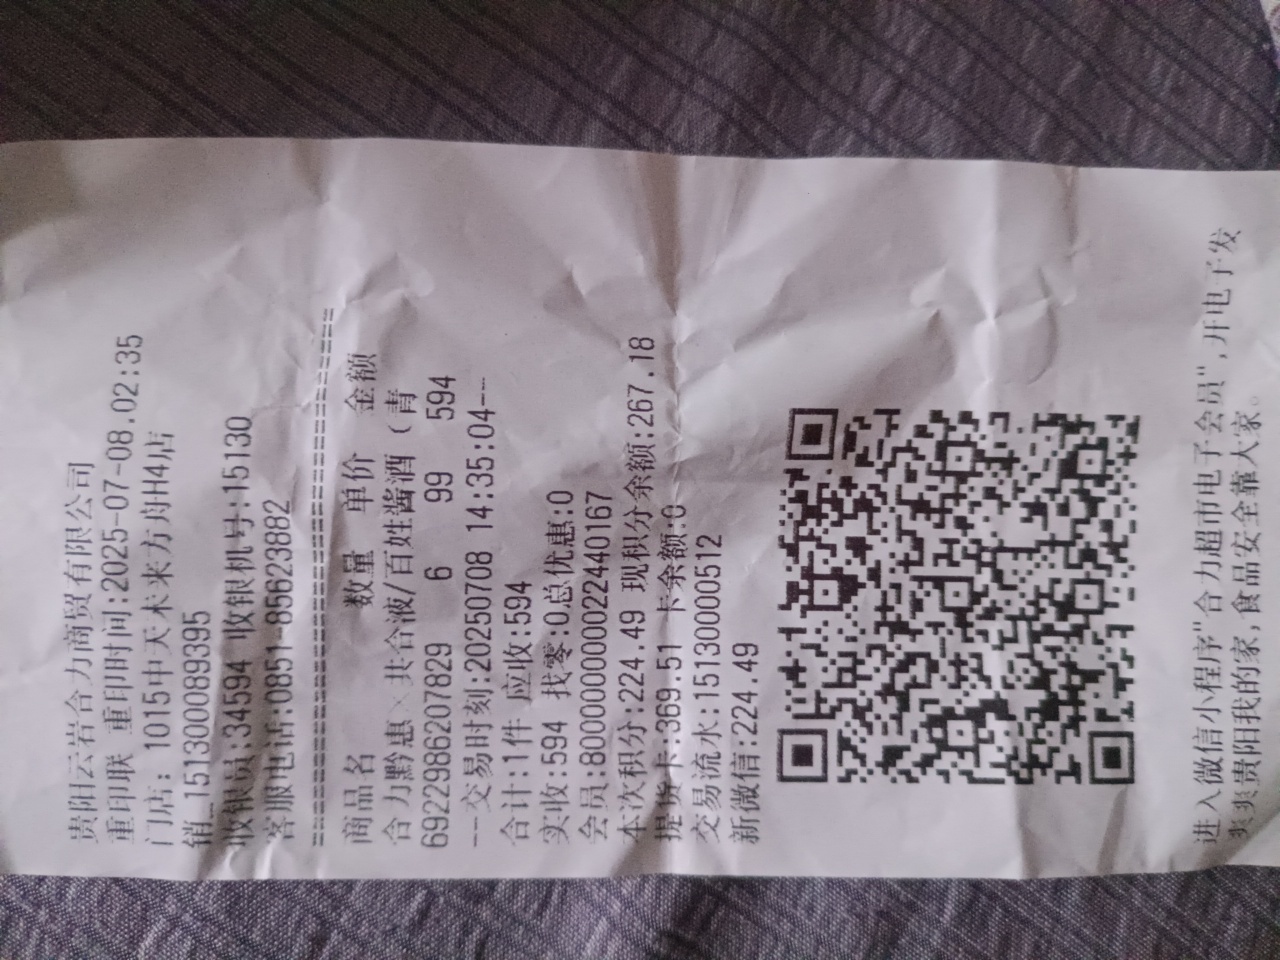 贵阳云岩合力商贸有限公司
重印联 重印时间:2025-07-08.02:35
门店: 1015中天未来方舟H4店
销_1513000089395
收银员:34594 收银机号:15130
客服电话:0851-85623882
商品名 数量 单价 金额
合力黔惠×共合液/百姓酱酒（青
6922986207829 6 99 594
--交易时刻:20250708 14:35:04--
合计:1件 应收:594
实收:594 找零:0总优惠:0
会员:80000000022440167
本次积分:224.49 现积分余额:267.18
提货卡:369.51 卡余额:0
交易流水:1513000000512
新微信:224.49
进入微信小程序"合力超市电子会员",开电子发
爽爽贵阳我的家,食品安全靠大家。